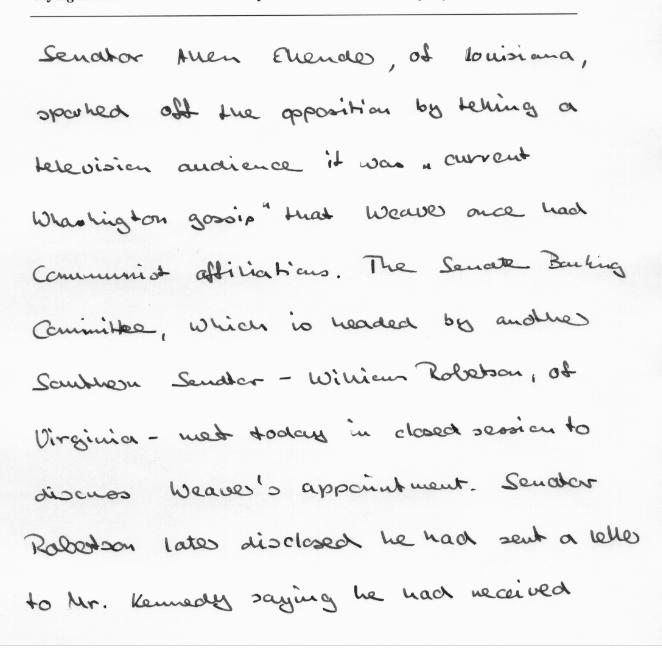 Senator Allen Ellender, of Louisiana,
sparked off the opposition by telling a
television audience it was "current
Whashington gossip" that Weaver once had
Communist affiliations. The Senate Banking
Committee, which is headed by another
Southern Senator - William Robertson, of
Virginia - met today in closed session to
discuss Weaver's appointment. Senator
Robertson later disclosed he had sent a letter
to Mr. Kennedy saying he had received